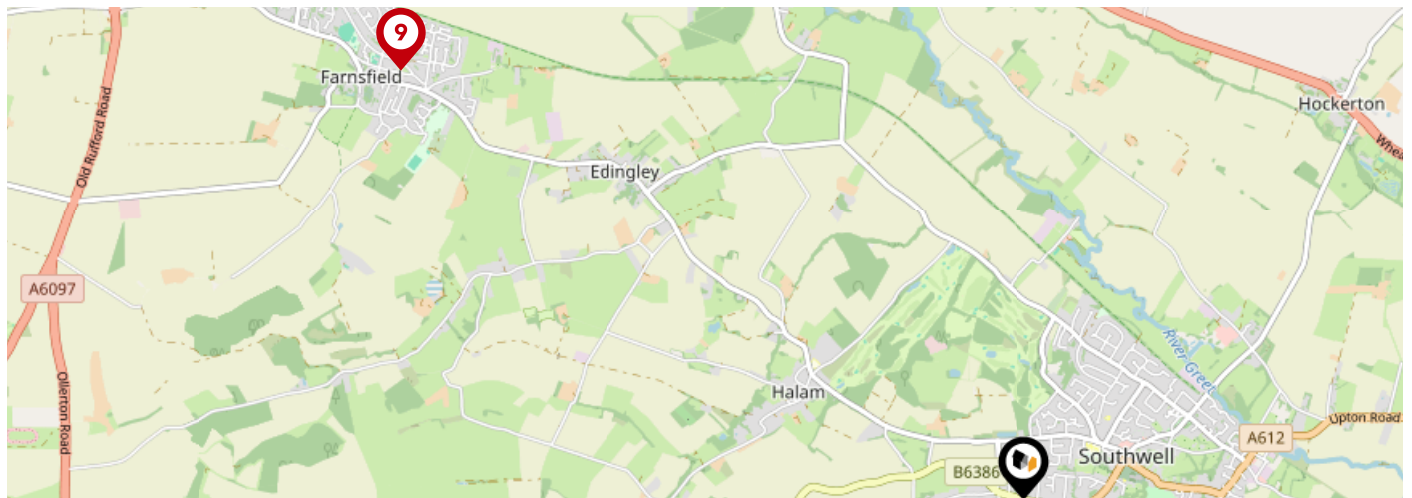 9
Farnsfield
Old Rufford Road
Hockerton
Edingley
A6097
River Greet
Ollerton Road
Halam
Upton Road
A612
Southwell
B6386